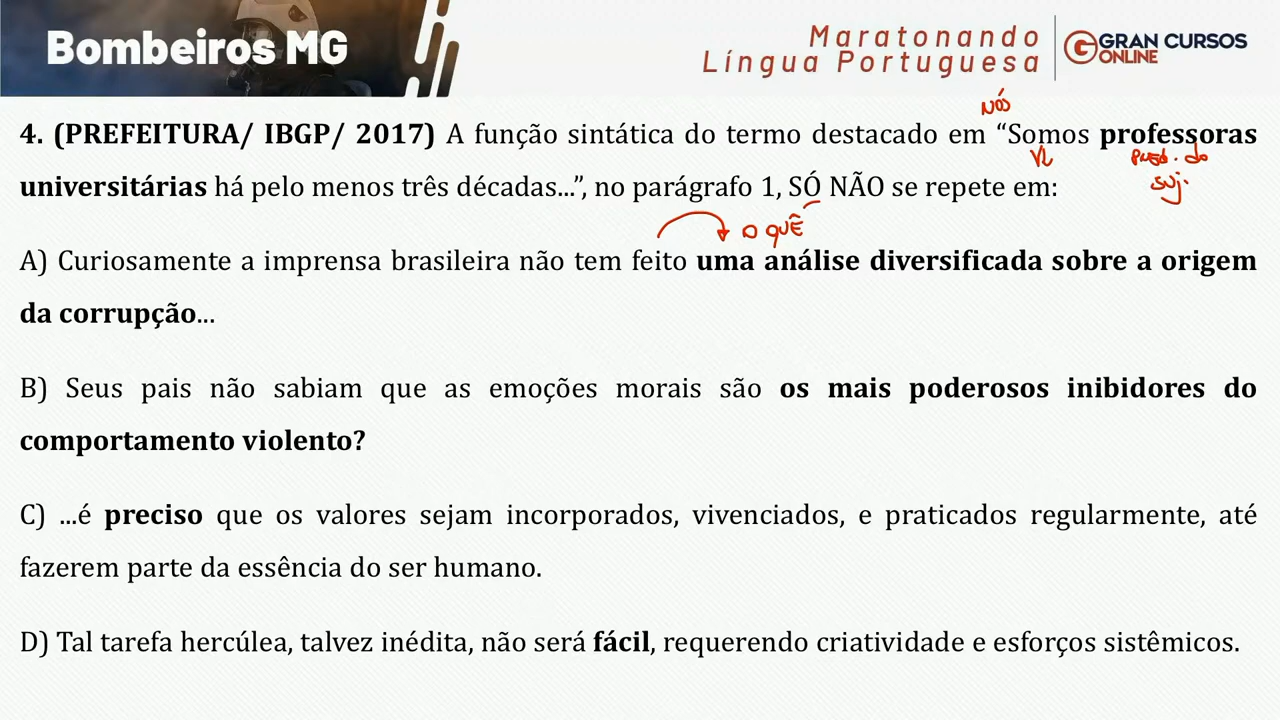 Bombeiros MG
Maratonando
Língua Portuguesa
GRAN CURSOS
ONLINE
NÓS
4. (PREFEITURA/ IBGP/ 2017) A função sintática do termo destacado em “Somos professoras
VL
PRED. do
universitárias há pelo menos três décadas...”, no parágrafo 1, SÓ NÃO se repete em:
suj.
O QUÊ
A) Curiosamente a imprensa brasileira não tem feito uma análise diversificada sobre a origem
da corrupção...
B) Seus pais não sabiam que as emoções morais são os mais poderosos inibidores do
comportamento violento?
C) ...é preciso que os valores sejam incorporados, vivenciados, e praticados regularmente, até
fazerem parte da essência do ser humano.
D) Tal tarefa hercúlea, talvez inédita, não será fácil, requerendo criatividade e esforços sistêmicos.